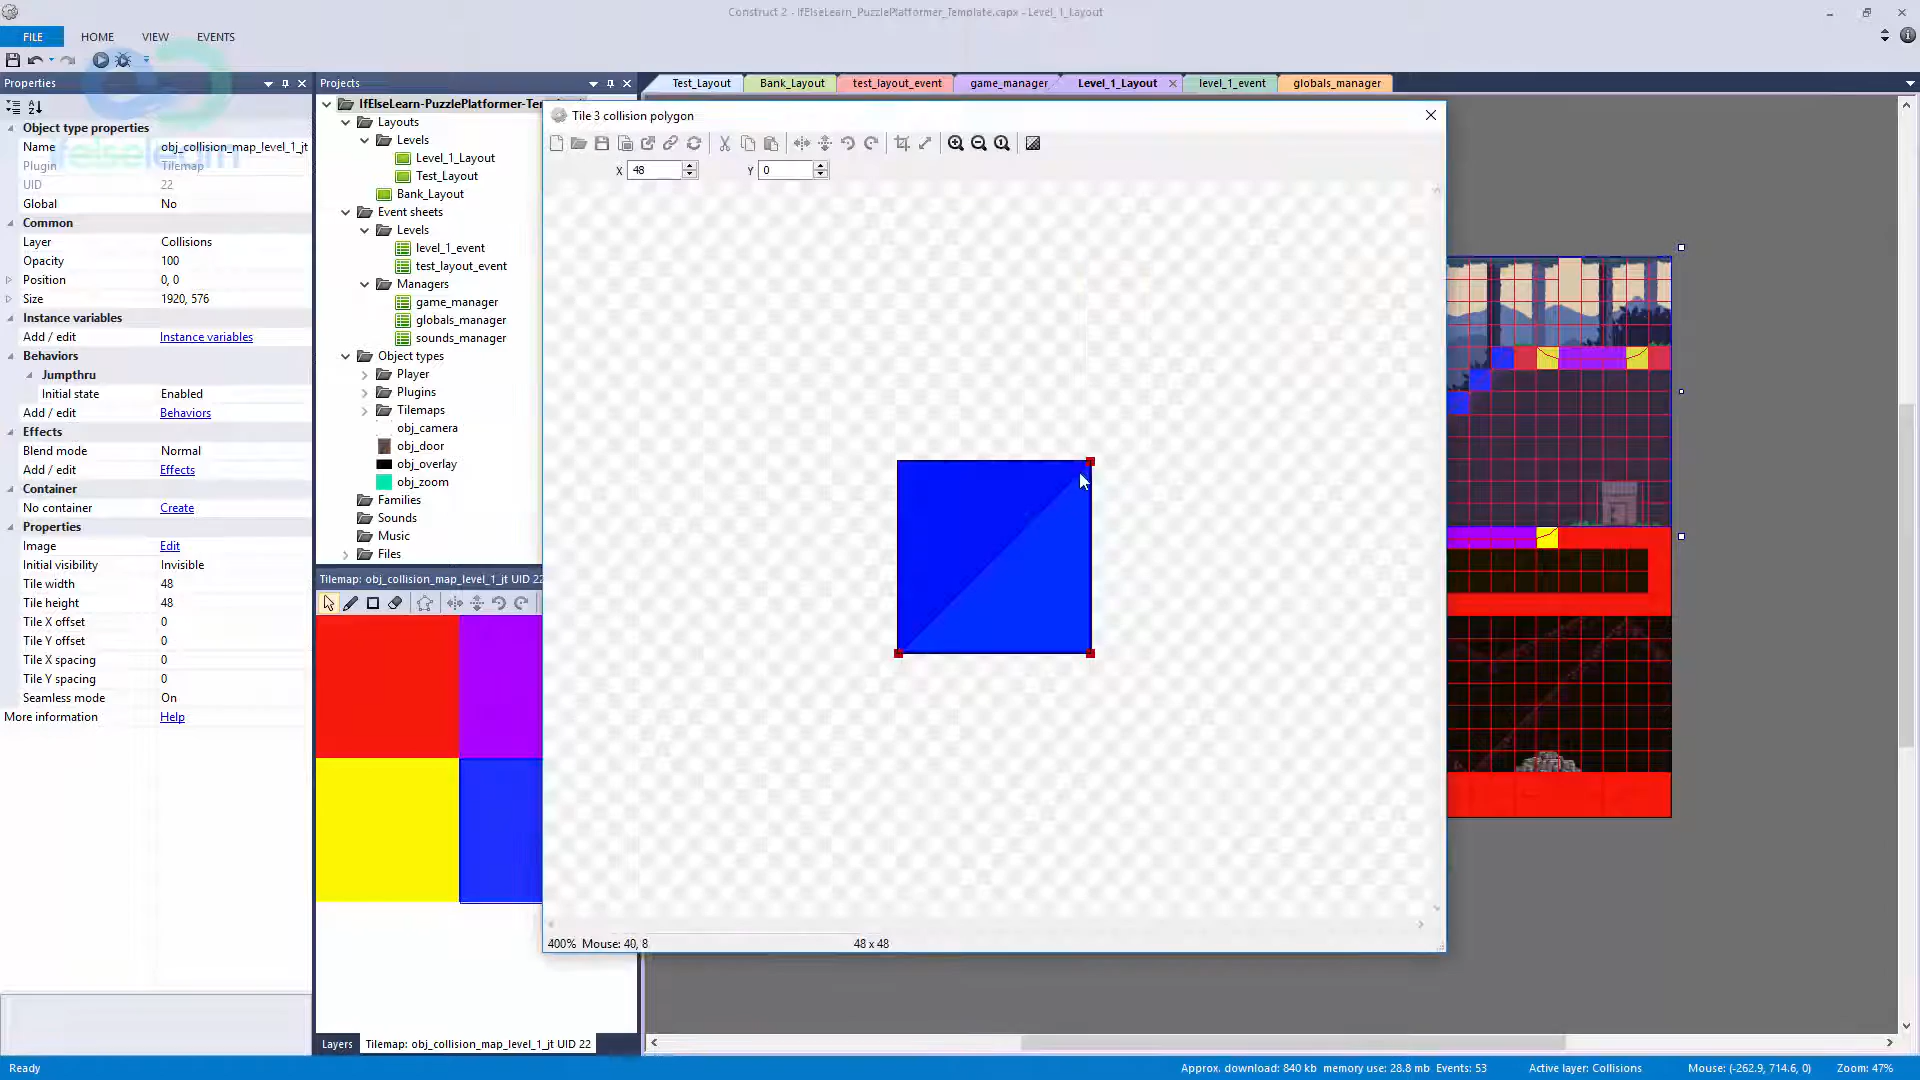 Construct 2 - IfElseLearn_PuzzlePlatformer_Template.capx - Level_1_Layout
FILE HOME VIEW EVENTS
Properties
Object type properties
Name obj_collision_map_level_1_jt
Plugin Tilemap
UID 22
Global No
Common
Layer Collisions
Opacity 100
Position 0, 0
Size 1920, 576
Instance variables
Add / edit Instance variables
Behaviors
Jumpthru
Initial state Enabled
Add / edit Behaviors
Effects
Blend mode Normal
Add / edit Effects
Container
No container Create
Properties
Image Edit
Initial visibility Invisible
Tile width 48
Tile height 48
Tile X offset 0
Tile Y offset 0
Tile X spacing 0
Tile Y spacing 0
Seamless mode On
More information Help
ifelselearn
Projects
IfElseLearn-PuzzlePlatformer-Te
Layouts
Levels
Level_1_Layout
Test_Layout
Bank_Layout
Event sheets
Levels
level_1_event
test_layout_event
Managers
game_manager
globals_manager
sounds_manager
Object types
Player
Plugins
Tilemaps
obj_camera
obj_door
obj_overlay
obj_zoom
Families
Sounds
Music
Files
Tilemap: obj_collision_map_level_1_jt UID 22
Layers Tilemap: obj_collision_map_level_1_jt UID 22
Test_Layout Bank_Layout test_layout_event game_manager Level_1_Layout level_1_event globals_manager
Tile 3 collision polygon
X 48 Y 0
400% Mouse: 40, 8 48 x 48
Ready Approx. download: 840 kb memory use: 28.8 mb Events: 53 Active layer: Collisions Mouse: (-262.9, 714.6, 0) Zoom: 47%